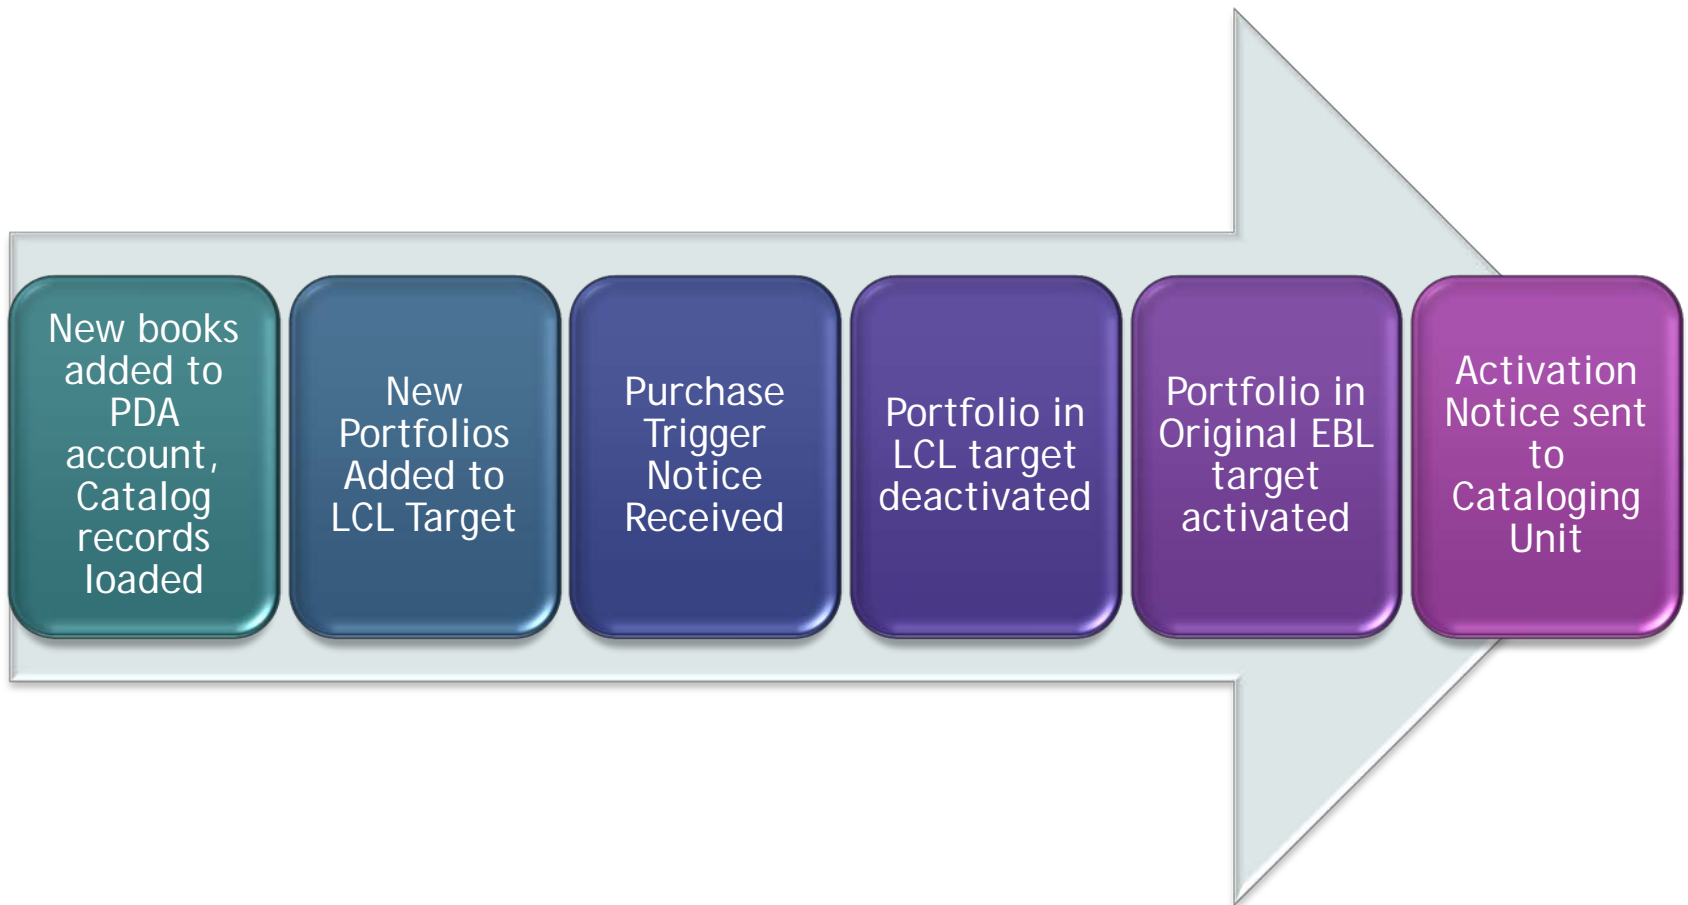 New books
added to
PDA
account,
Catalog
records
loaded
New
Portfolios
Added to
LCL Target
Purchase
Trigger
Notice
Received
Portfolio in
LCL target
deactivated
Portfolio in
Original EBL
target
activated
Activation
Notice sent
to
Cataloging
Unit